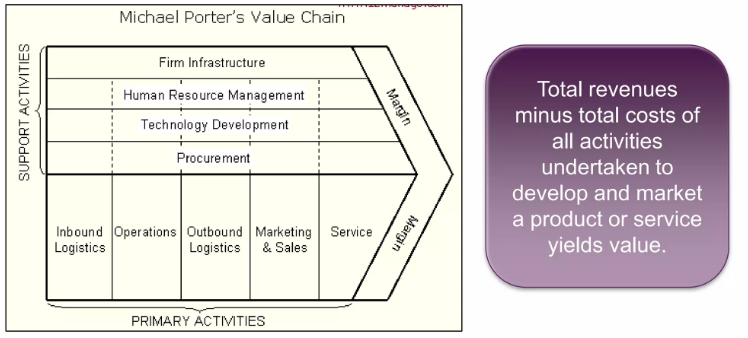 Michael Porter's Value Chain
SUPPORT ACTIVITIES
Firm Infrastructure
Human Resource Management
Technology Development
Procurement
Margin
Inbound
Logistics
Operations
Outbound
Logistics
Marketing
& Sales
Service
Margin
PRIMARY ACTIVITIES
Total revenues
minus total costs of
all activities
undertaken to
develop and market
a product or service
yields value.